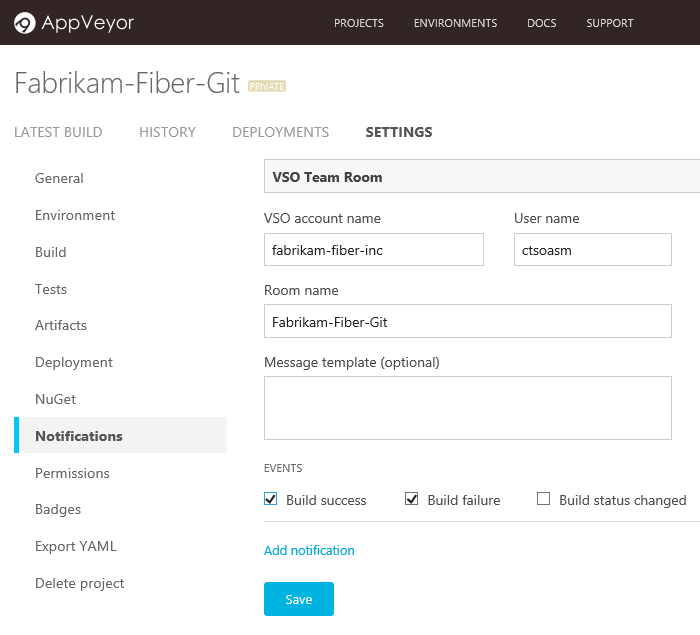 AppVeyor
PROJECTS ENVIRONMENTS DOCS SUPPORT
Fabrikam-Fiber-Git PRIVATE
LATEST BUILD HISTORY DEPLOYMENTS SETTINGS
General
Environment
Build
Tests
Artifacts
Deployment
NuGet
Notifications
Permissions
Badges
Export YAML
Delete project
VSO Team Room
VSO account name User name
fabrikam-fiber-inc ctsoasm
Room name
Fabrikam-Fiber-Git
Message template (optional)
EVENTS
Build success Build failure Build status changed
Add notification
Save